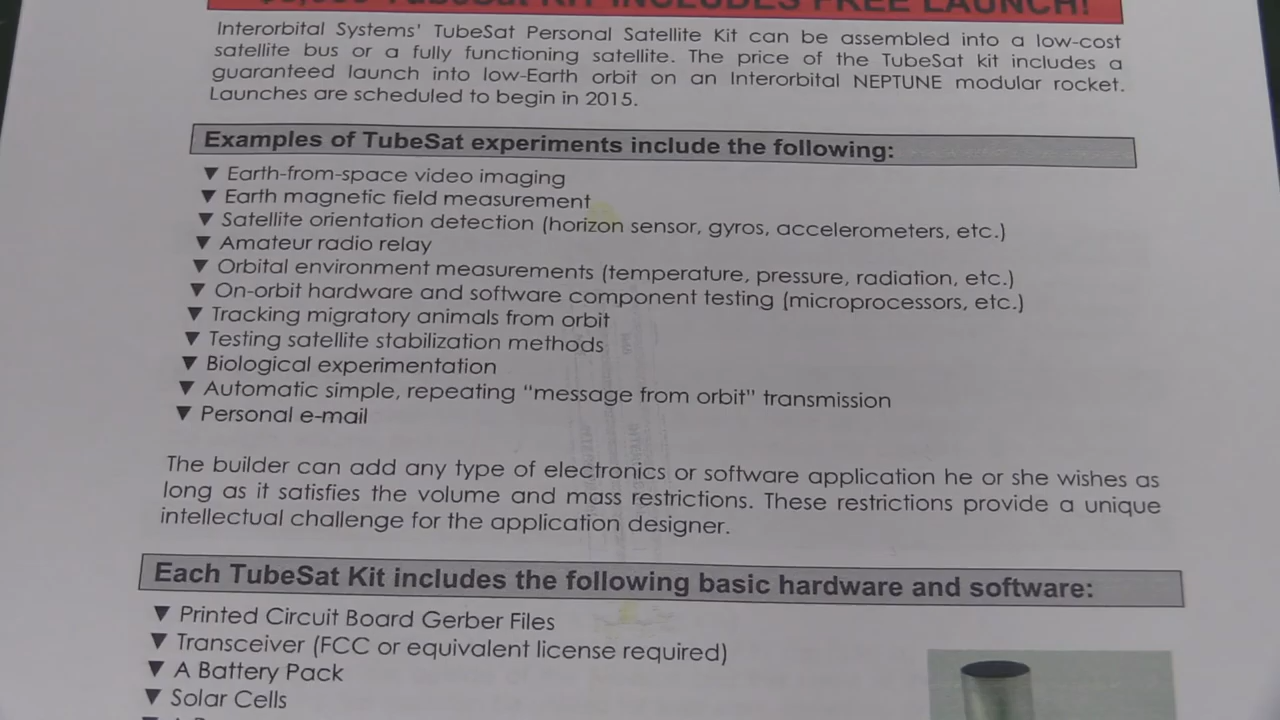 TubeSat KIT INCLUDES FREE LAUNCH!
Interorbital Systems' TubeSat Personal Satellite Kit can be assembled into a low-cost
satellite bus or a fully functioning satellite. The price of the TubeSat kit includes a
guaranteed launch into low-Earth orbit on an Interorbital NEPTUNE modular rocket.
Launches are scheduled to begin in 2015.
Examples of TubeSat experiments include the following:
▼ Earth-from-space video imaging
▼ Earth magnetic field measurement
▼ Satellite orientation detection (horizon sensor, gyros, accelerometers, etc.)
▼ Amateur radio relay
▼ Orbital environment measurements (temperature, pressure, radiation, etc.)
▼ On-orbit hardware and software component testing (microprocessors, etc.)
▼ Tracking migratory animals from orbit
▼ Testing satellite stabilization methods
▼ Biological experimentation
▼ Automatic simple, repeating "message from orbit" transmission
▼ Personal e-mail
The builder can add any type of electronics or software application he or she wishes as
long as it satisfies the volume and mass restrictions. These restrictions provide a unique
intellectual challenge for the application designer.
Each TubeSat Kit includes the following basic hardware and software:
▼ Printed Circuit Board Gerber Files
▼ Transceiver (FCC or equivalent license required)
▼ A Battery Pack
▼ Solar Cells